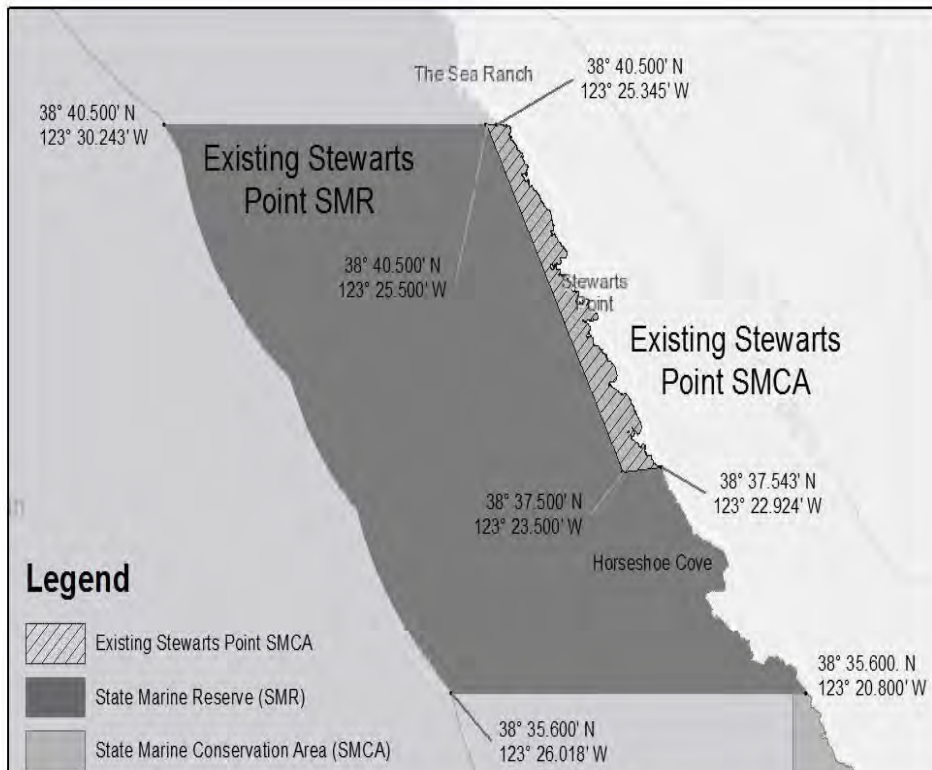 The Sea Ranch
38° 40.500' N
123° 25.345' W
38° 40.500' N
123° 30.243' W
Existing Stewarts
Point SMR
38° 40.500' N
123° 25.500' W
Stewarts
Point
Existing Stewarts
Point SMCA
38° 37.500' N
123° 23.500' W
38° 37.543' N
123° 22.924' W
Horseshoe Cove
38° 35.600. N
123° 20.800' W
38° 35.600' N
123° 26.018' W
Legend
Existing Stewarts Point SMCA
State Marine Reserve (SMR)
State Marine Conservation Area (SMCA)